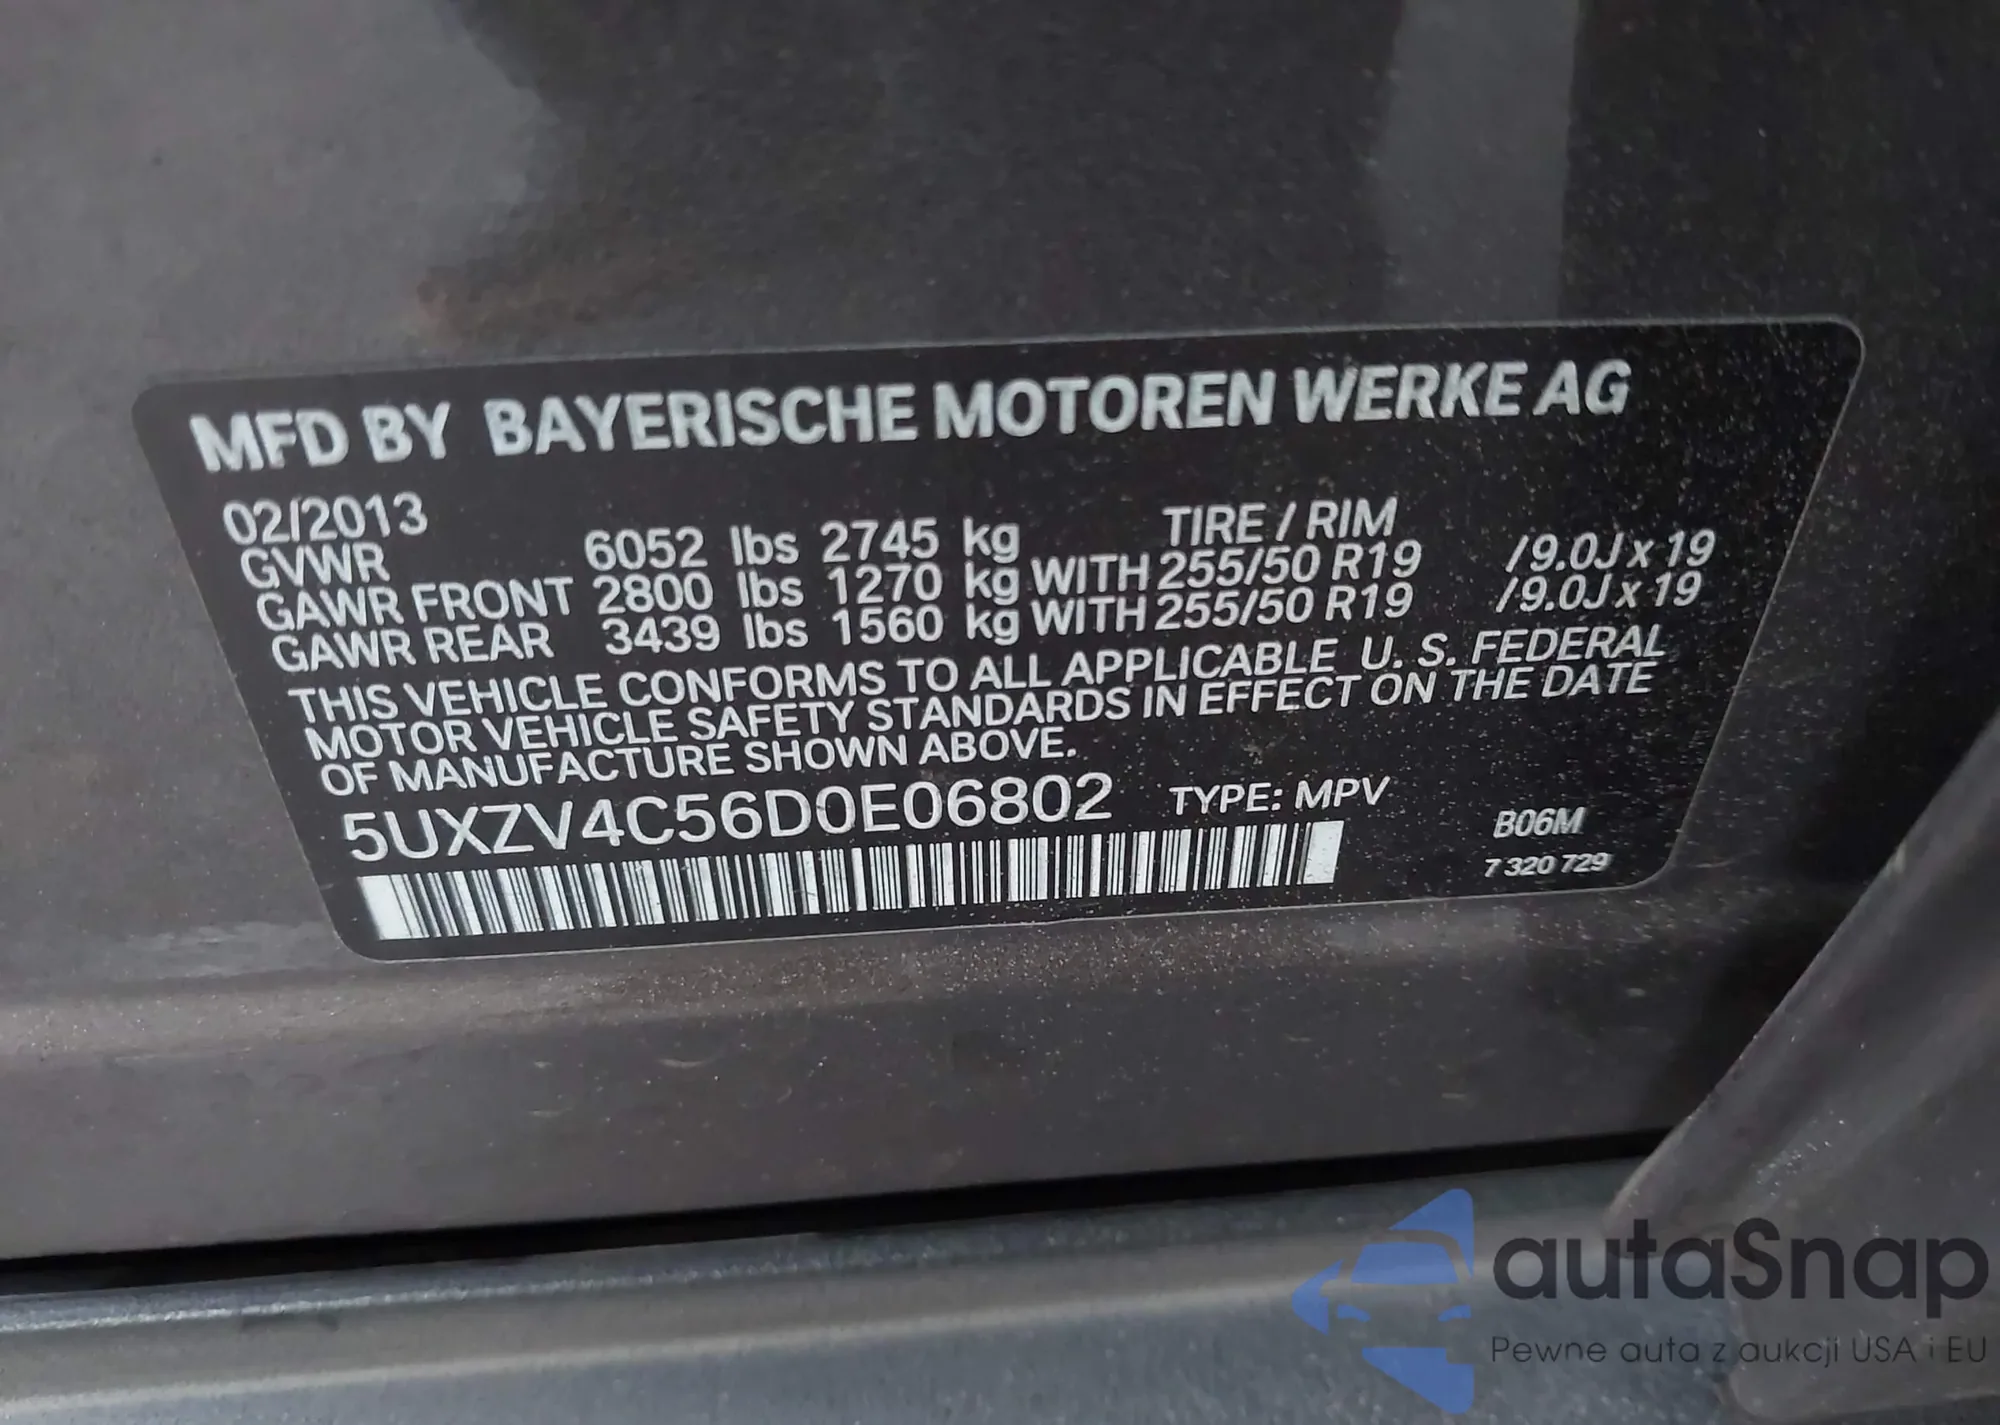 MFD BY BAYERISCHE MOTOREN WERKE AG
02/2013 TIRE / RIM
GVWR 6052 lbs 2745 kg
GAWR FRONT 2800 lbs 1270 kg WITH 255/50 R19 /9.0J x 19
GAWR REAR 3439 lbs 1560 kg WITH 255/50 R19 /9.0J x 19
THIS VEHICLE CONFORMS TO ALL APPLICABLE U. S. FEDERAL
MOTOR VEHICLE SAFETY STANDARDS IN EFFECT ON THE DATE
OF MANUFACTURE SHOWN ABOVE.
5UXZV4C56D0E06802 TYPE: MPV
B06M
7 320 729
autaSnap
Pewne auta z aukcji USA i EU